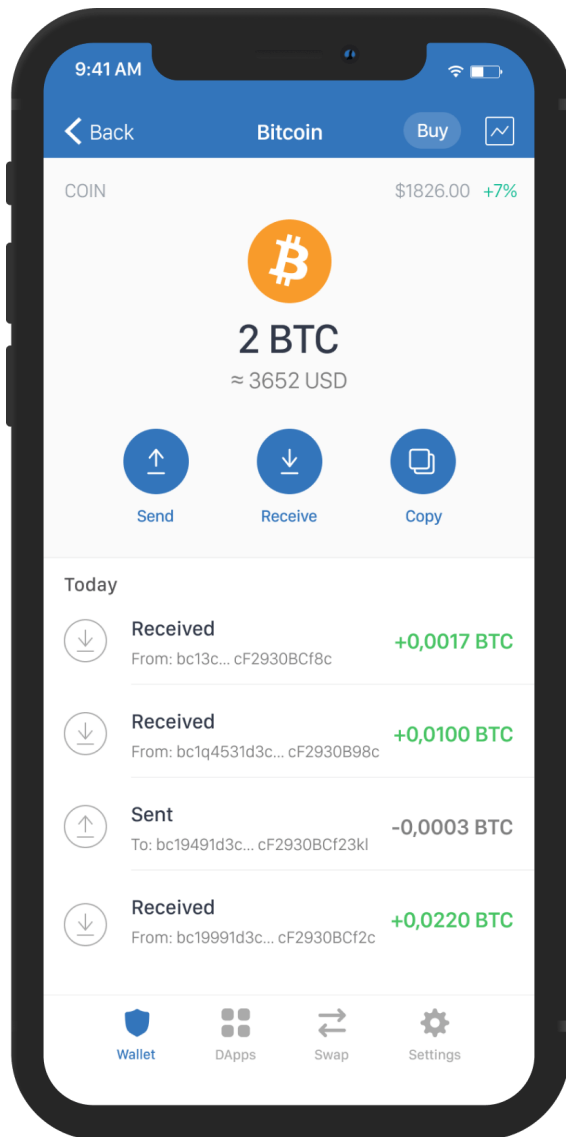 9:41 AM
Back
Bitcoin
Buy
COIN
$1826.00 +7%
2 BTC
≈ 3652 USD
Send
Receive
Copy
Today
Received
+0,0017 BTC
From: bc13c... cF2930BCf8c
Received
+0,0100 BTC
From: bc1q4531d3c... cF2930B98c
Sent
-0,0003 BTC
To: bc19491d3c... cF2930BCf23kl
Received
+0,0220 BTC
From: bc19991d3c... cF2930BCf2c
Wallet
DApps
Swap
Settings